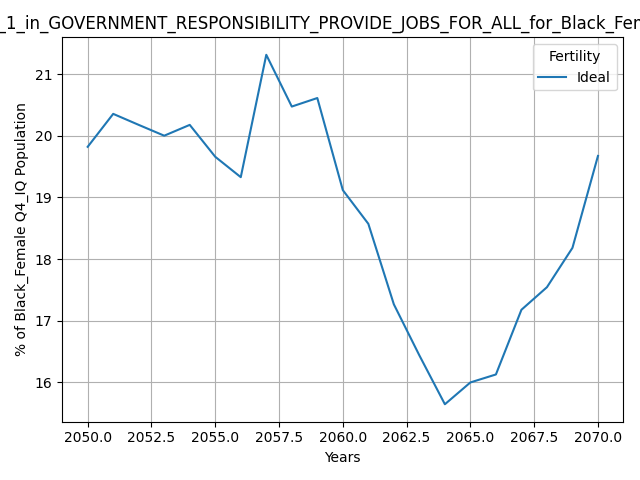 _1_in_GOVERNMENT_RESPONSIBILITY_PROVIDE_JOBS_FOR_ALL_for_Black_Fem
Fertility
Ideal
21
20
19
18
17
16
% of Black_Female Q4_IQ Population
2050.0 2052.5 2055.0 2057.5 2060.0 2062.5 2065.0 2067.5 2070.0
Years